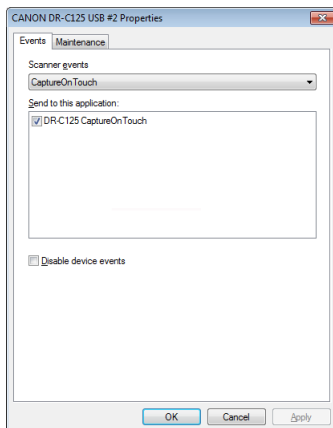 CANON DR-C125 USB #2 Properties
Events Maintenance
Scanner events
CaptureOnTouch
Send to this application:
DR-C125 CaptureOnTouch
Disable device events
OK Cancel Apply